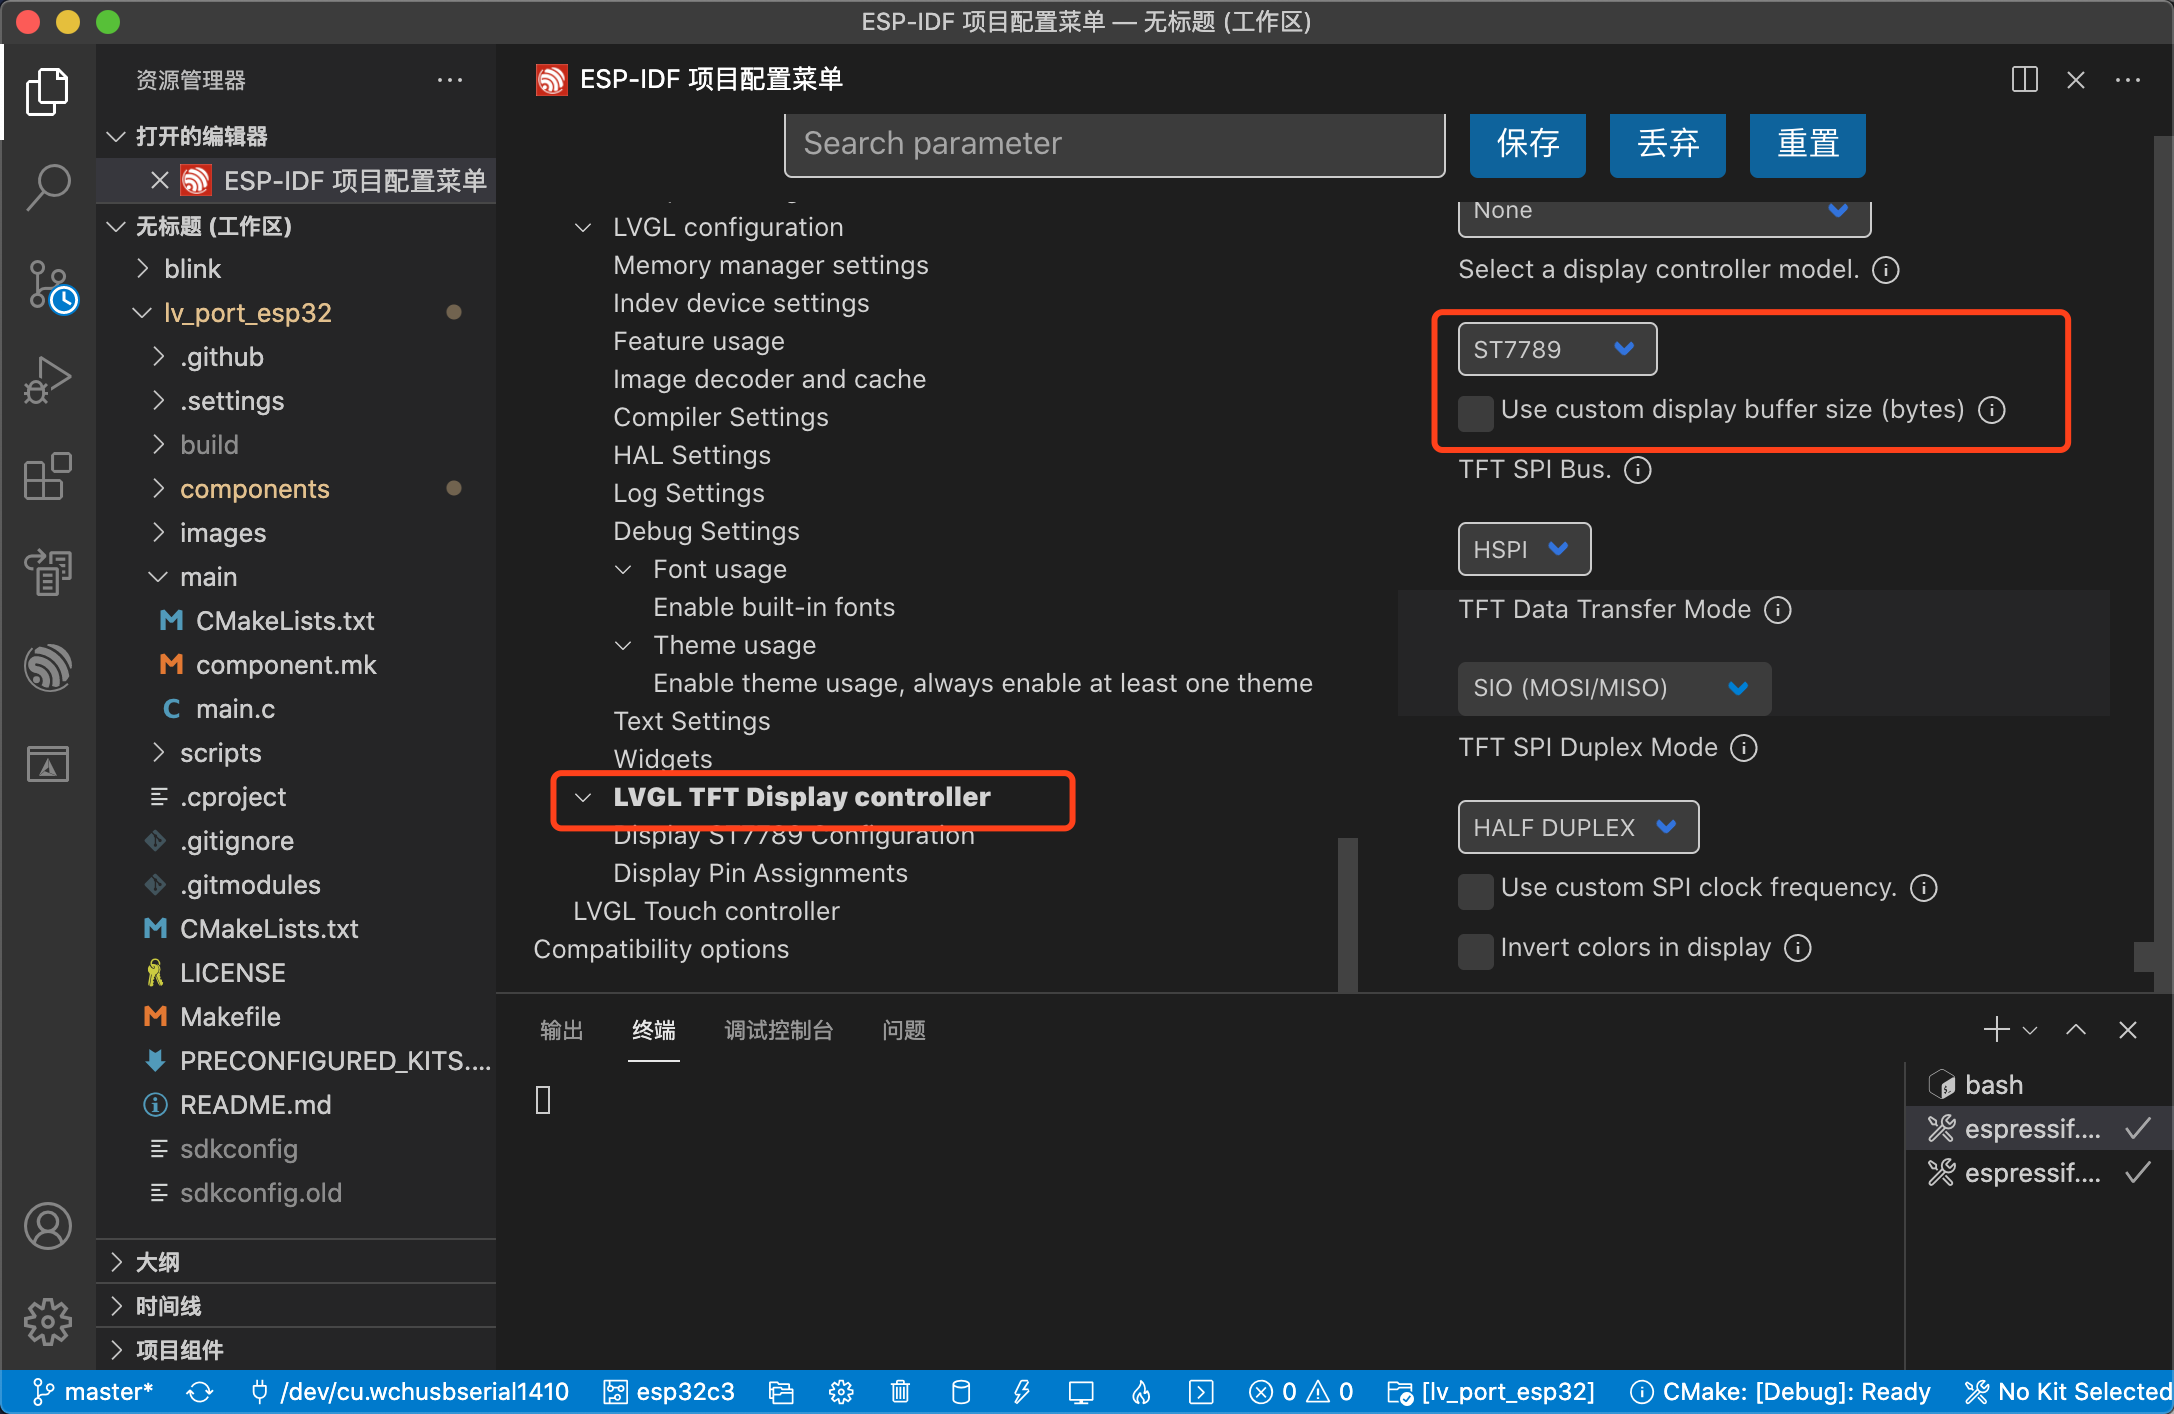 ESP-IDF 项目配置菜单 — 无标题 (工作区)
资源管理器
打开的编辑器
ESP-IDF 项目配置菜单
无标题 (工作区)
blink
lv_port_esp32
.github
.settings
build
components
images
main
CMakeLists.txt
component.mk
main.c
scripts
.cproject
.gitignore
.gitmodules
CMakeLists.txt
LICENSE
Makefile
PRECONFIGURED_KITS....
README.md
sdkconfig
sdkconfig.old
大纲
时间线
项目组件
ESP-IDF 项目配置菜单
Search parameter
保存
丢弃
重置
LVGL configuration
Memory manager settings
Indev device settings
Feature usage
Image decoder and cache
Compiler Settings
HAL Settings
Log Settings
Debug Settings
Font usage
Enable built-in fonts
Theme usage
Enable theme usage, always enable at least one theme
Text Settings
Widgets
LVGL TFT Display controller
Display ST7789 Configuration
Display Pin Assignments
LVGL Touch controller
Compatibility options
None
Select a display controller model.
ST7789
Use custom display buffer size (bytes)
TFT SPI Bus.
HSPI
TFT Data Transfer Mode
SIO (MOSI/MISO)
TFT SPI Duplex Mode
HALF DUPLEX
Use custom SPI clock frequency.
Invert colors in display
输出
终端
调试控制台
问题
bash
espressif....
espressif....
master*
/dev/cu.wchusbserial1410
esp32c3
0
0
[lv_port_esp32]
CMake: [Debug]: Ready
No Kit Selected